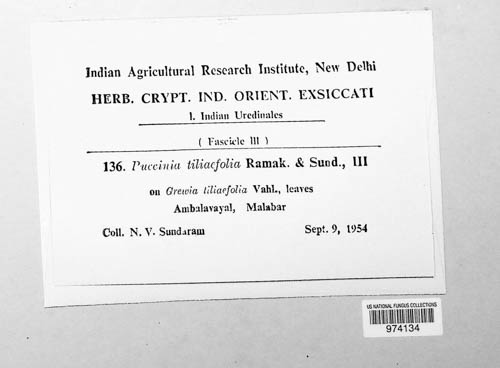 Indian Agricultural Research Institute, New Delhi
HERB. CRYPT. IND. ORIENT. EXSICCATI
1. Indian Uredinales
( Fascicle III )
136. Puccinia tiliaefolia Ramak. & Sund., III
on Grewia tiliaefolia Vahl., leaves
Ambalavayal, Malabar
Coll. N. V. Sundaram Sept. 9, 1954
US NATIONAL FUNGUS COLLECTIONS
974134